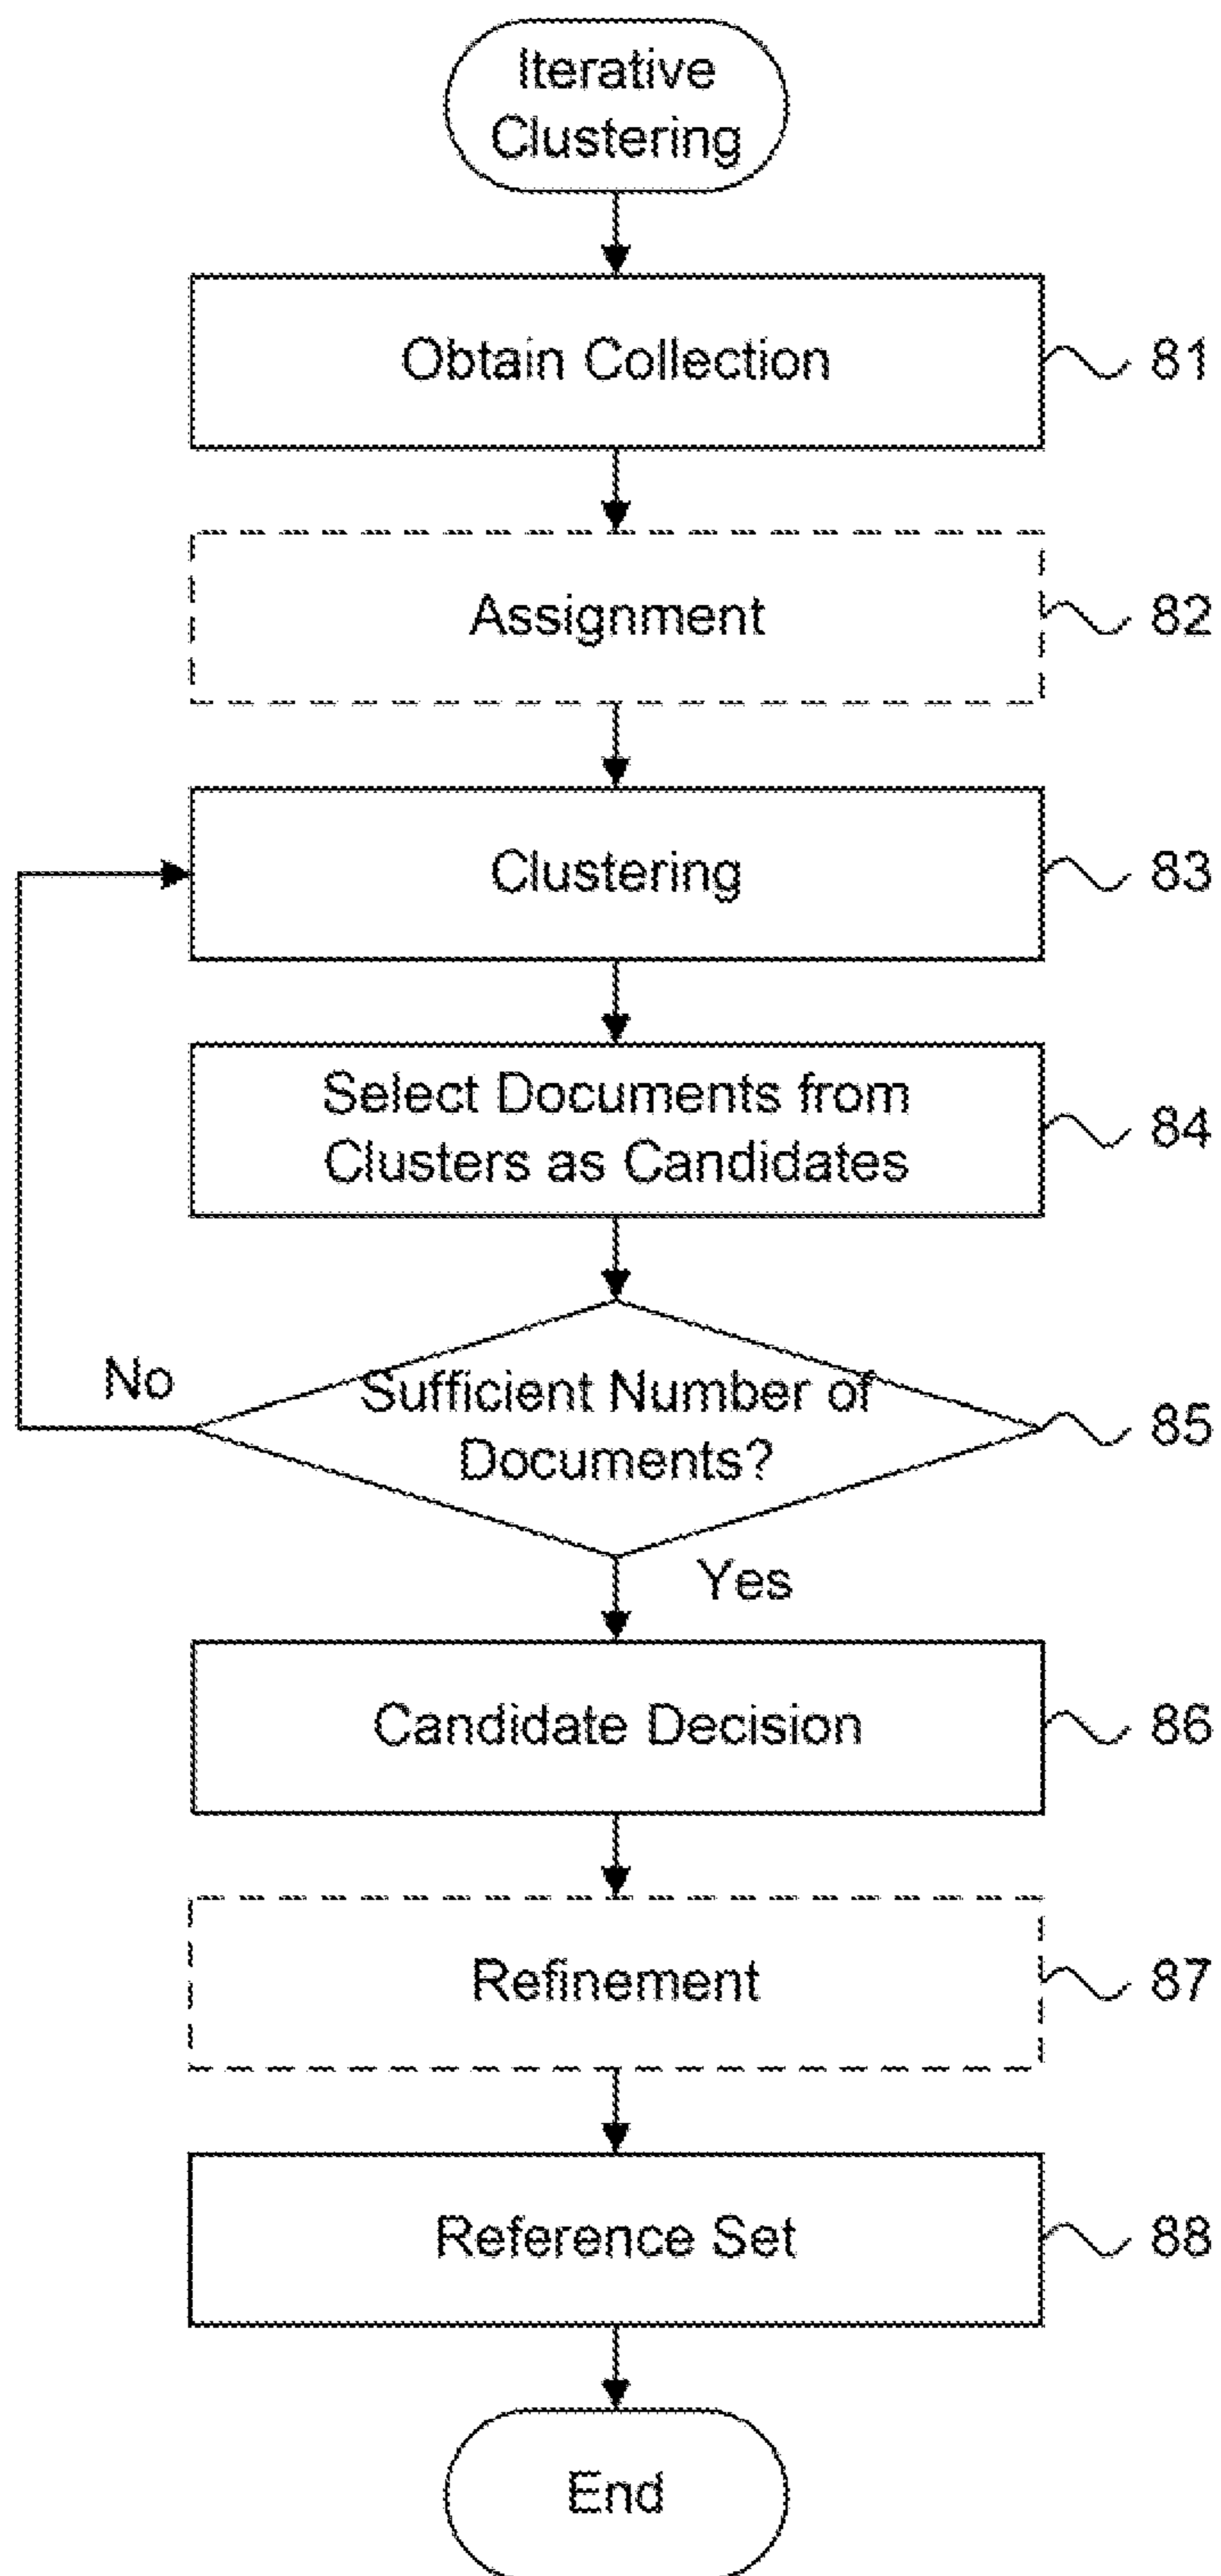 Iterative
Clustering
Obtain Collection
81
Assignment
82
Clustering
83
Select Documents from
Clusters as Candidates
84
No
Sufficient Number of
Documents?
85
Yes
Candidate Decision
86
Refinement
87
Reference Set
88
End